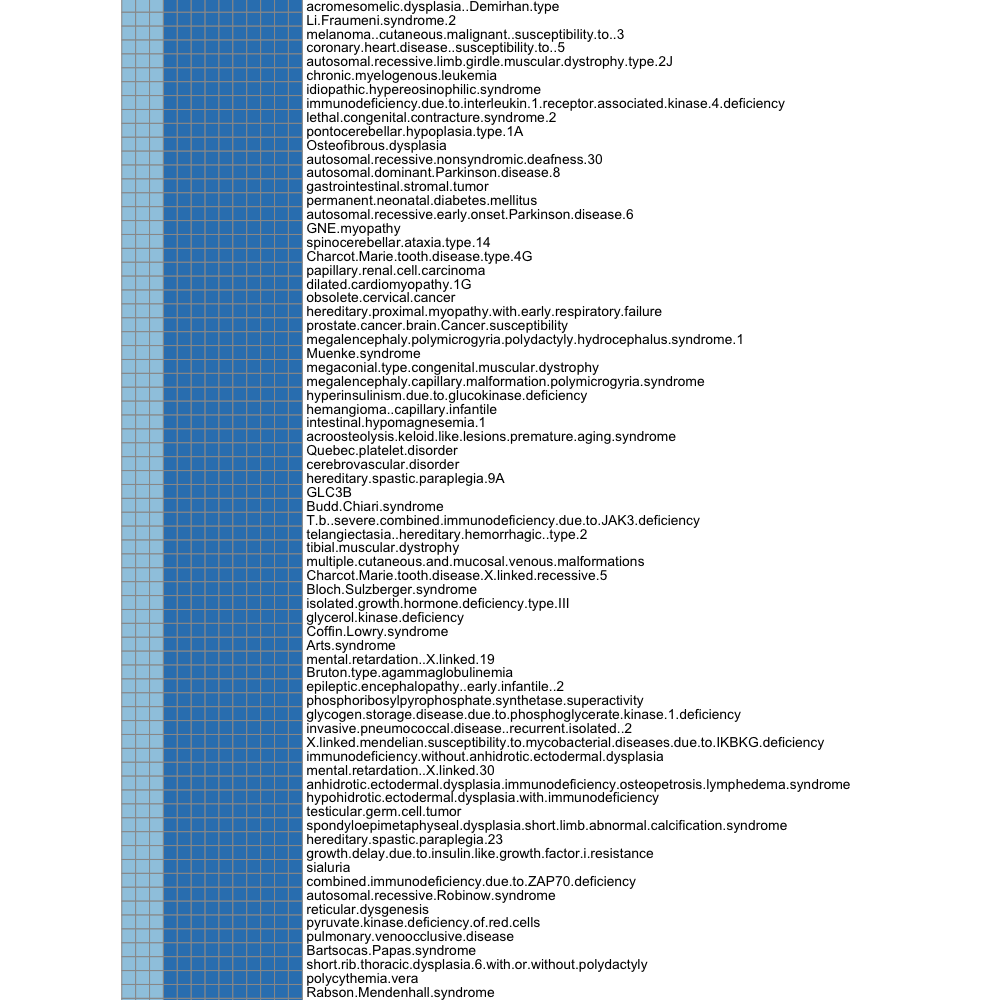 acromesomelic.dysplasia..Demirhan.type
Li.Fraumeni.syndrome.2
melanoma..cutaneous.malignant..susceptibility.to..3
coronary.heart.disease..susceptibility.to..5
autosomal.recessive.limb.girdle.muscular.dystrophy.type.2J
chronic.myelogenous.leukemia
idiopathic.hypereosinophilic.syndrome
immunodeficiency.due.to.interleukin.1.receptor.associated.kinase.4.deficiency
lethal.congenital.contracture.syndrome.2
pontocerebellar.hypoplasia.type.1A
Osteofibrous.dysplasia
autosomal.recessive.nonsyndromic.deafness.30
autosomal.dominant.Parkinson.disease.8
gastrointestinal.stromal.tumor
permanent.neonatal.diabetes.mellitus
autosomal.recessive.early.onset.Parkinson.disease.6
GNE.myopathy
spinocerebellar.ataxia.type.14
Charcot.Marie.tooth.disease.type.4G
papillary.renal.cell.carcinoma
dilated.cardiomyopathy.1G
obsolete.cervical.cancer
hereditary.proximal.myopathy.with.early.respiratory.failure
prostate.cancer.brain.Cancer.susceptibility
megalencephaly.polymicrogyria.polydactyly.hydrocephalus.syndrome.1
Muenke.syndrome
megaconial.type.congenital.muscular.dystrophy
megalencephaly.capillary.malformation.polymicrogyria.syndrome
hyperinsulinism.due.to.glucokinase.deficiency
hemangioma..capillary.infantile
intestinal.hypomagnesemia.1
acroosteolysis.keloid.like.lesions.premature.aging.syndrome
Quebec.platelet.disorder
cerebrovascular.disorder
hereditary.spastic.paraplegia.9A
GLC3B
Budd.Chiari.syndrome
T.b..severe.combined.immunodeficiency.due.to.JAK3.deficiency
telangiectasia..hereditary.hemorrhagic..type.2
tibial.muscular.dystrophy
multiple.cutaneous.and.mucosal.venous.malformations
Charcot.Marie.tooth.disease.X.linked.recessive.5
Bloch.Sulzberger.syndrome
isolated.growth.hormone.deficiency.type.III
glycerol.kinase.deficiency
Coffin.Lowry.syndrome
Arts.syndrome
mental.retardation..X.linked.19
Bruton.type.agammaglobulinemia
epileptic.encephalopathy..early.infantile..2
phosphoribosylpyrophosphate.synthetase.superactivity
glycogen.storage.disease.due.to.phosphoglycerate.kinase.1.deficiency
invasive.pneumococcal.disease..recurrent.isolated..2
X.linked.mendelian.susceptibility.to.mycobacterial.diseases.due.to.IKBKG.deficiency
immunodeficiency.without.anhidrotic.ectodermal.dysplasia
mental.retardation..X.linked.30
anhidrotic.ectodermal.dysplasia.immunodeficiency.osteopetrosis.lymphedema.syndrome
hypohidrotic.ectodermal.dysplasia.with.immunodeficiency
testicular.germ.cell.tumor
spondyloepimetaphyseal.dysplasia.short.limb.abnormal.calcification.syndrome
hereditary.spastic.paraplegia.23
growth.delay.due.to.insulin.like.growth.factor.i.resistance
sialuria
combined.immunodeficiency.due.to.ZAP70.deficiency
autosomal.recessive.Robinow.syndrome
reticular.dysgenesis
pyruvate.kinase.deficiency.of.red.cells
pulmonary.venoocclusive.disease
Bartsocas.Papas.syndrome
short.rib.thoracic.dysplasia.6.with.or.without.polydactyly
polycythemia.vera
Rabson.Mendenhall.syndrome